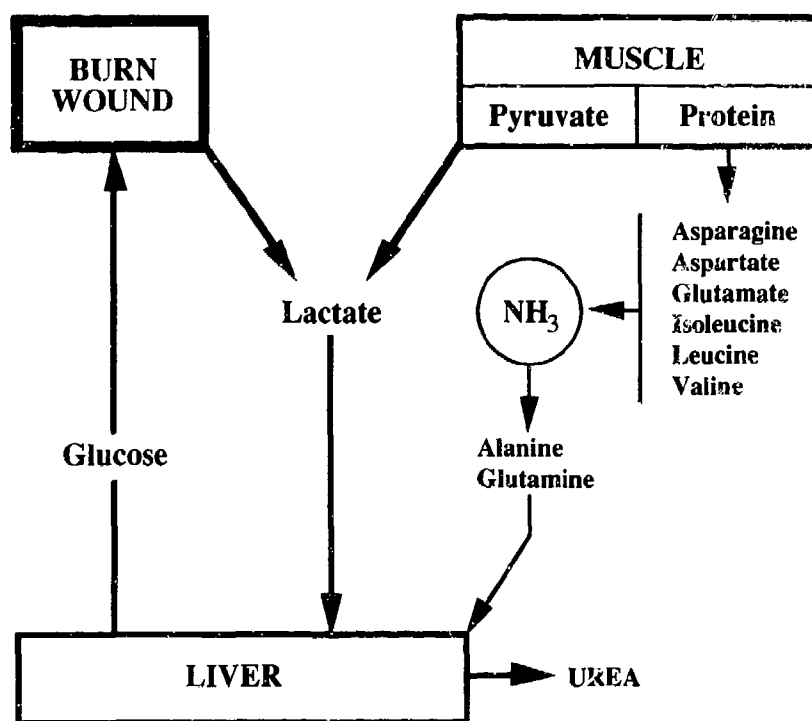 BURN
WOUND
MUSCLE
Pyruvate
Protein
Asparagine
Aspartate
Glutamate
Isoleucine
Leucine
Valine
NH3
Lactate
Alanine
Glutamine
Glucose
LIVER
UREA